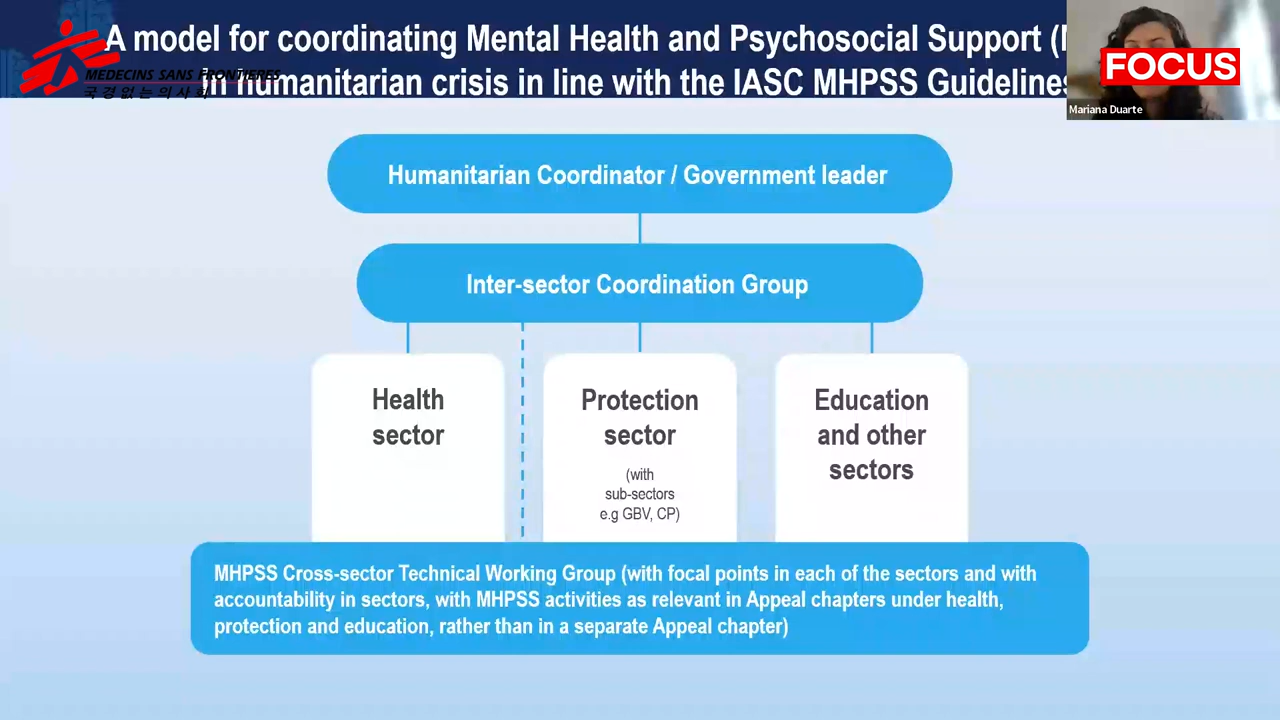 A model for coordinating Mental Health and Psychosocial Support (
in humanitarian crisis in line with the IASC MHPSS Guidelines
MEDECINS SANS FRONTIERES
국경없는의사회
FOCUS
Mariana Duarte
Humanitarian Coordinator / Government leader
Inter-sector Coordination Group
Health
sector
Protection
sector
(with
sub-sectors
e.g GBV, CP)
Education
and other
sectors
MHPSS Cross-sector Technical Working Group (with focal points in each of the sectors and with
accountability in sectors, with MHPSS activities as relevant in Appeal chapters under health,
protection and education, rather than in a separate Appeal chapter)